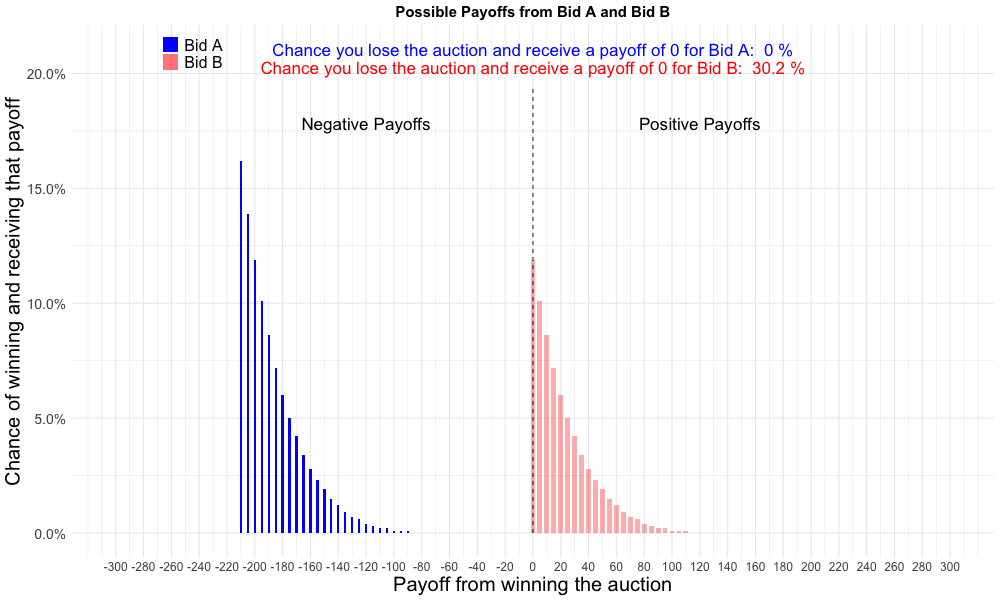 Possible Payoffs from Bid A and Bid B
Bid A
Bid B
Chance you lose the auction and receive a payoff of 0 for Bid A:  0 %
Chance you lose the auction and receive a payoff of 0 for Bid B:  30.2 %
Negative Payoffs
Positive Payoffs
Chance of winning and receiving that payoff
20.0%
15.0%
10.0%
5.0%
0.0%
-300 -280 -260 -240 -220 -200 -180 -160 -140 -120 -100 -80 -60 -40 -20 0 20 40 60 80 100 120 140 160 180 200 220 240 260 280 300
Payoff from winning the auction